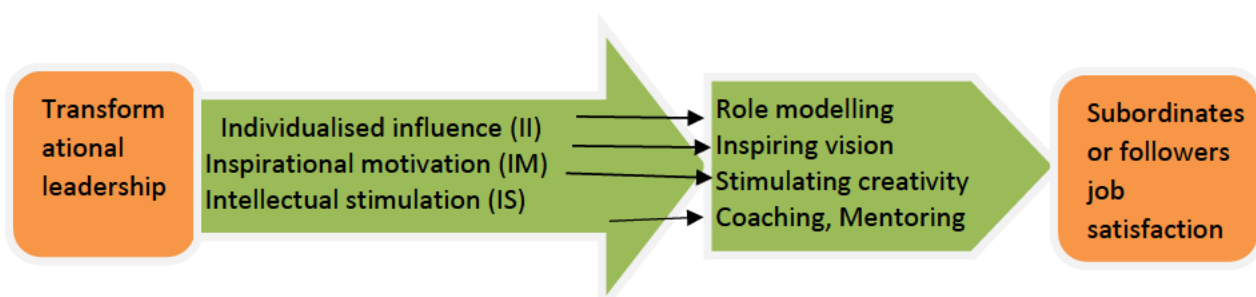 Transform
ational
leadership
Individualised influence (II)
Inspirational motivation (IM)
Intellectual stimulation (IS)
Role modelling
Inspiring vision
Stimulating creativity
Coaching, Mentoring
Subordinates
or followers
job
satisfaction